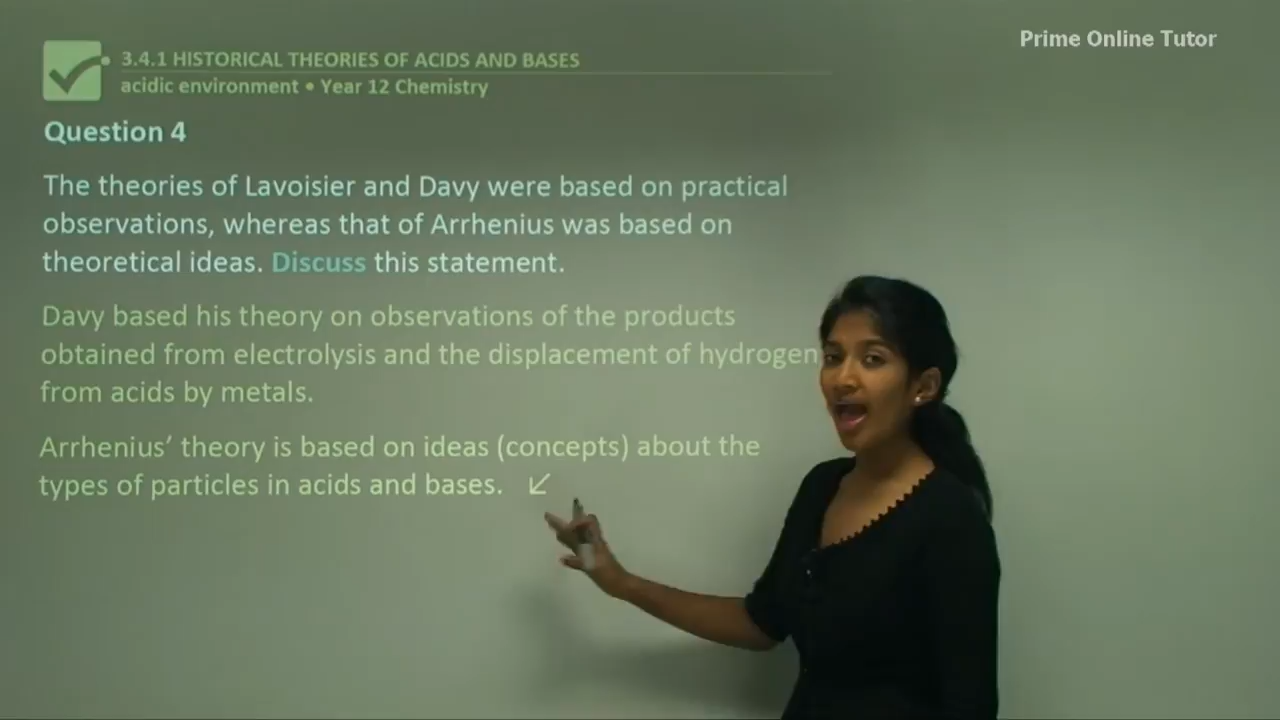 Prime Online Tutor
3.4.1 HISTORICAL THEORIES OF ACIDS AND BASES
acidic environment • Year 12 Chemistry
Question 4
The theories of Lavoisier and Davy were based on practical
observations, whereas that of Arrhenius was based on
theoretical ideas. Discuss this statement.
Davy based his theory on observations of the products
obtained from electrolysis and the displacement of hydrogen
from acids by metals.
Arrhenius’ theory is based on ideas (concepts) about the
types of particles in acids and bases. ↙